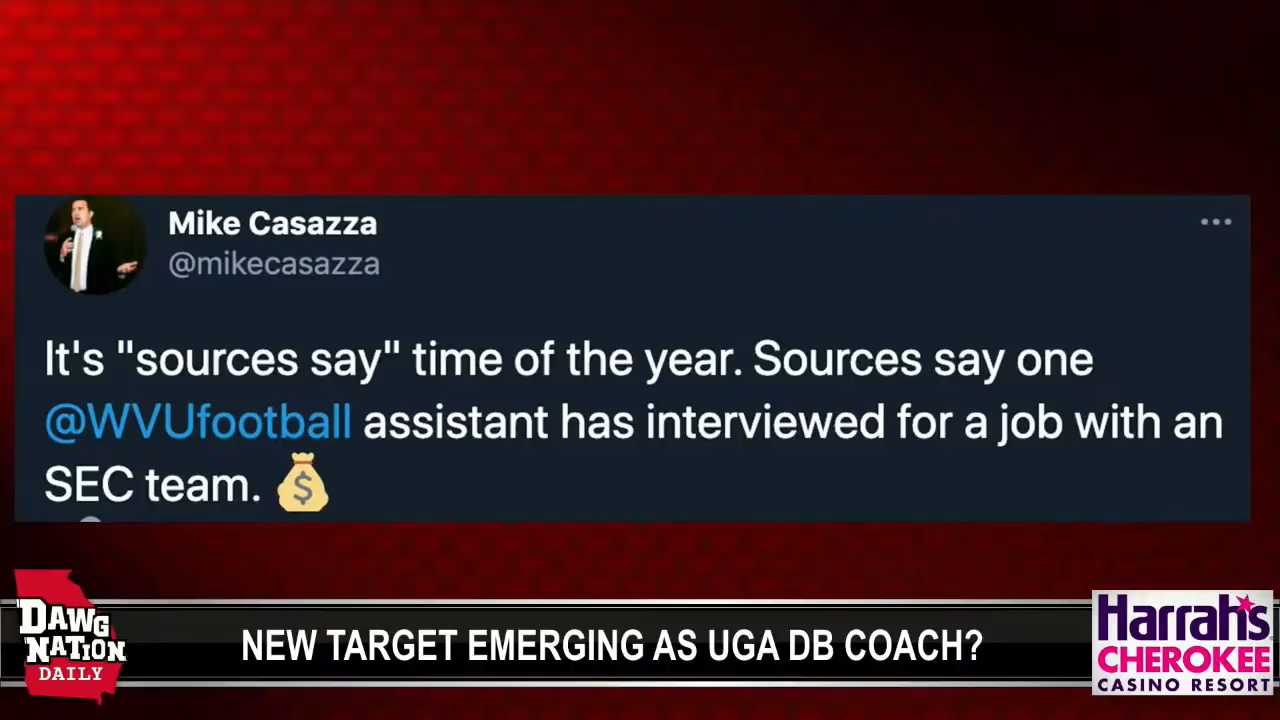 Mike Casazza
@mikecasazza
It's "sources say" time of the year. Sources say one
@WVUfootball assistant has interviewed for a job with an
SEC team.
DAWG
NATION
DAILY
NEW TARGET EMERGING AS UGA DB COACH?
Harrah's
CHEROKEE
CASINO RESORT